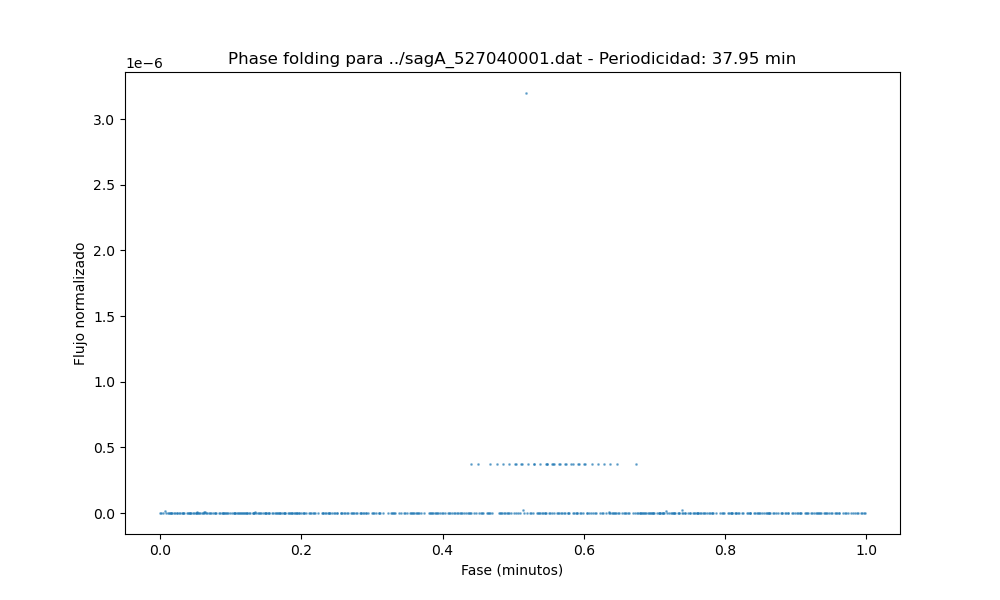 Phase folding para ../sagA_527040001.dat - Periodicidad: 37.95 min
1e−6
3.0
2.5
2.0
1.5
1.0
0.5
0.0
Flujo normalizado
0.0 0.2 0.4 0.6 0.8 1.0
Fase (minutos)